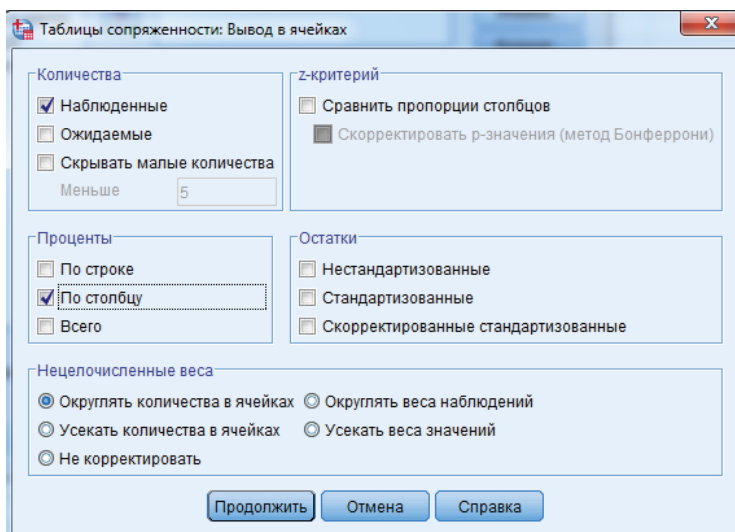 Таблицы сопряженности: Вывод в ячейках
Количества
Наблюденные
Ожидаемые
Скрывать малые количества
Меньше 5
z-критерий
Сравнить пропорции столбцов
Скорректировать p-значения (метод Бонферрони)
Проценты
По строке
По столбцу
Всего
Остатки
Нестандартизованные
Стандартизованные
Скорректированные стандартизованные
Нецелочисленные веса
Округлять количества в ячейках
Округлять веса наблюдений
Усекать количества в ячейках
Усекать веса значений
Не корректировать
Продолжить
Отмена
Справка